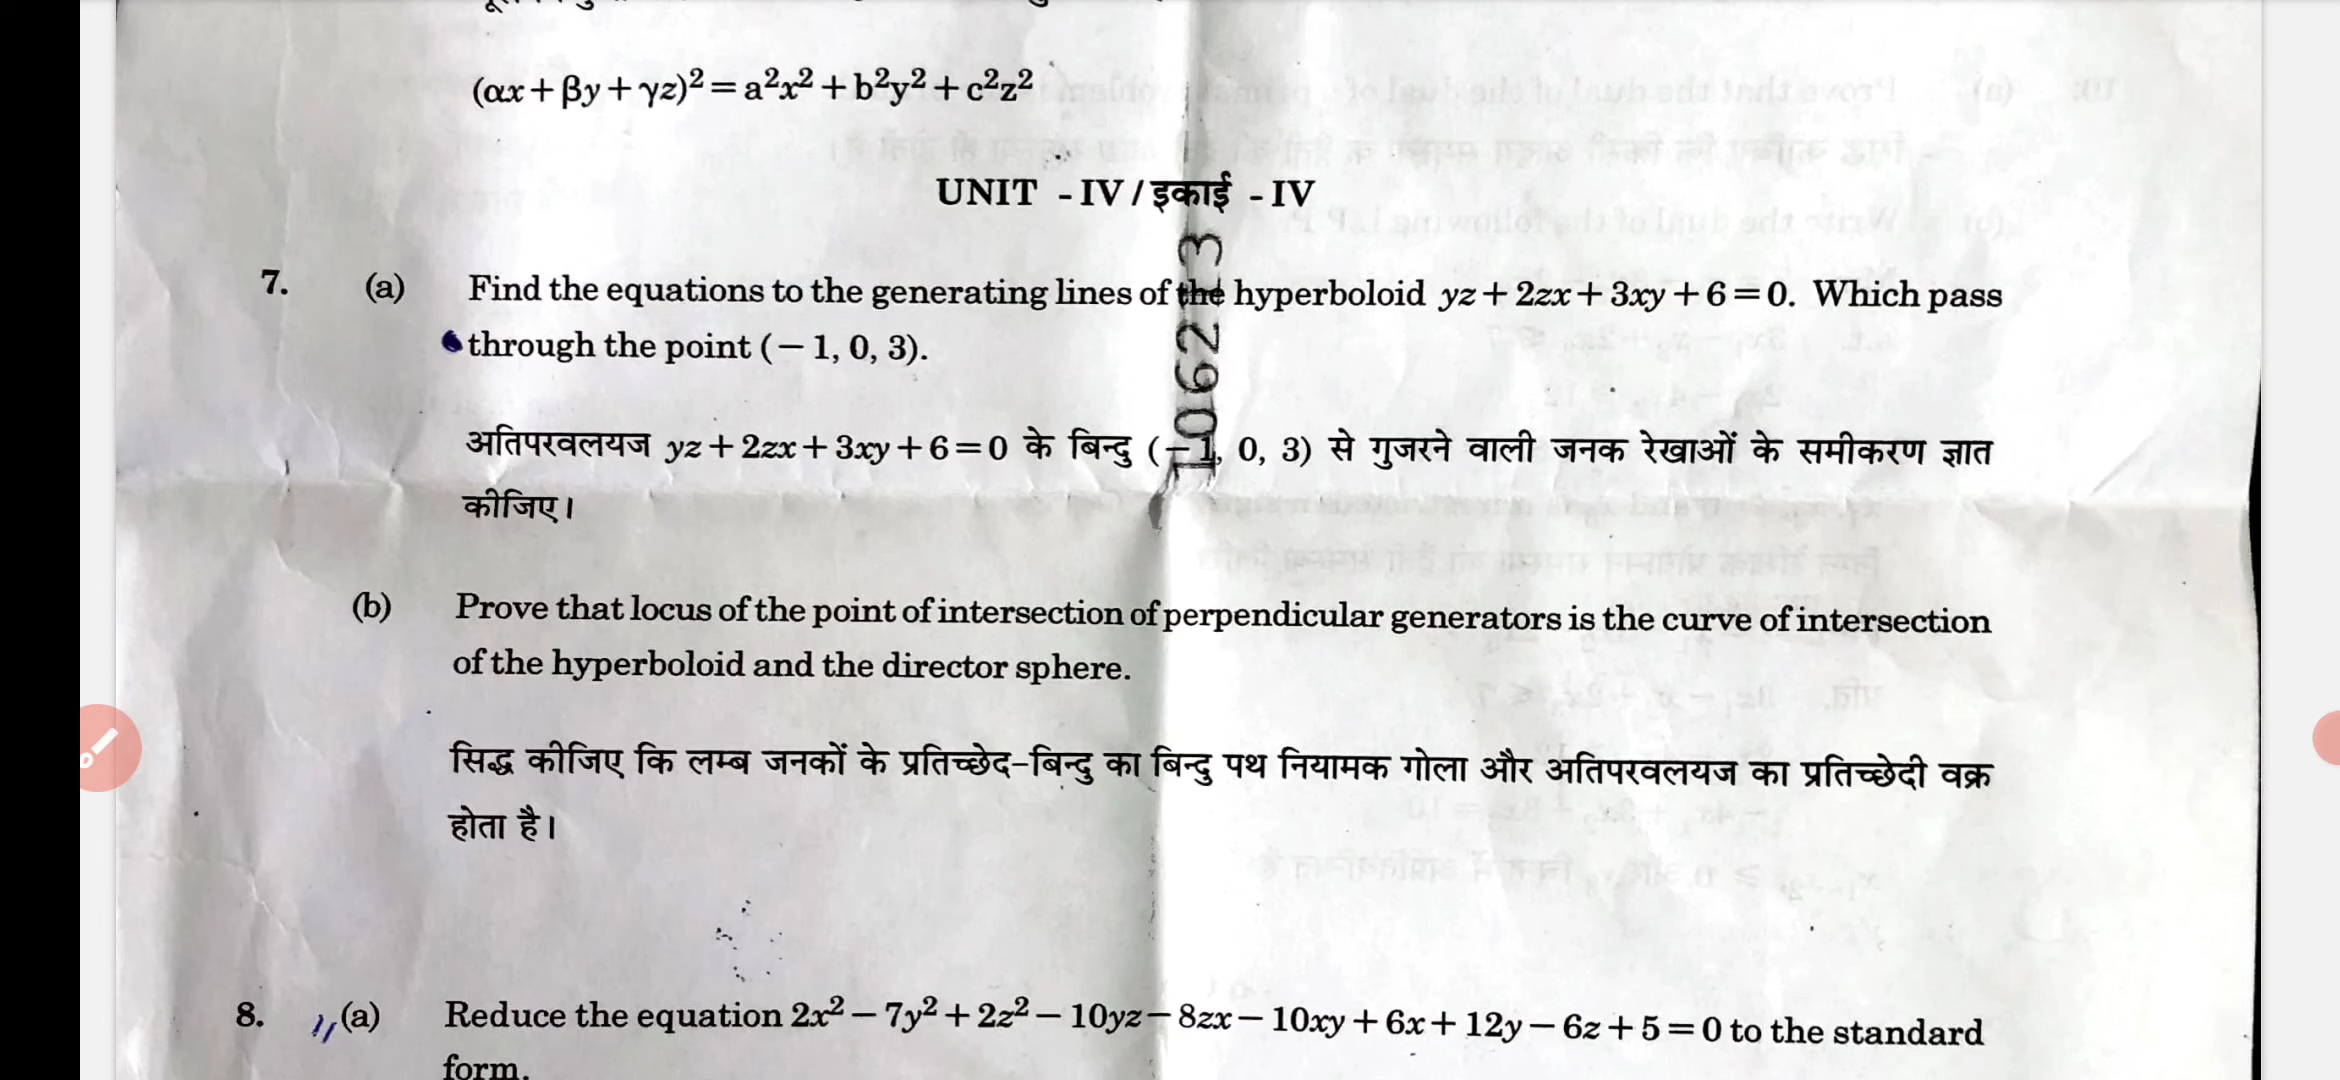 (αx+βy+γz)²=a²x²+b²y²+c²z²
UNIT - IV / इकाई - IV
7. (a) Find the equations to the generating lines of the hyperboloid yz+2zx+3xy+6=0. Which pass
through the point (−1, 0, 3).
अतिपरवलयज yz+2zx+3xy+6=0 के बिन्दु (−1, 0, 3) से गुजरने वाली जनक रेखाओं के समीकरण ज्ञात
कीजिए।
(b) Prove that locus of the point of intersection of perpendicular generators is the curve of intersection
of the hyperboloid and the director sphere.
सिद्ध कीजिए कि लम्ब जनकों के प्रतिच्छेद-बिन्दु का बिन्दु पथ नियामक गोला और अतिपरवलयज का प्रतिच्छेदी वक्र
होता है।
8. (a) Reduce the equation 2x²−7y²+2z²−10yz−8zx−10xy+6x+12y−6z+5=0 to the standard
form.